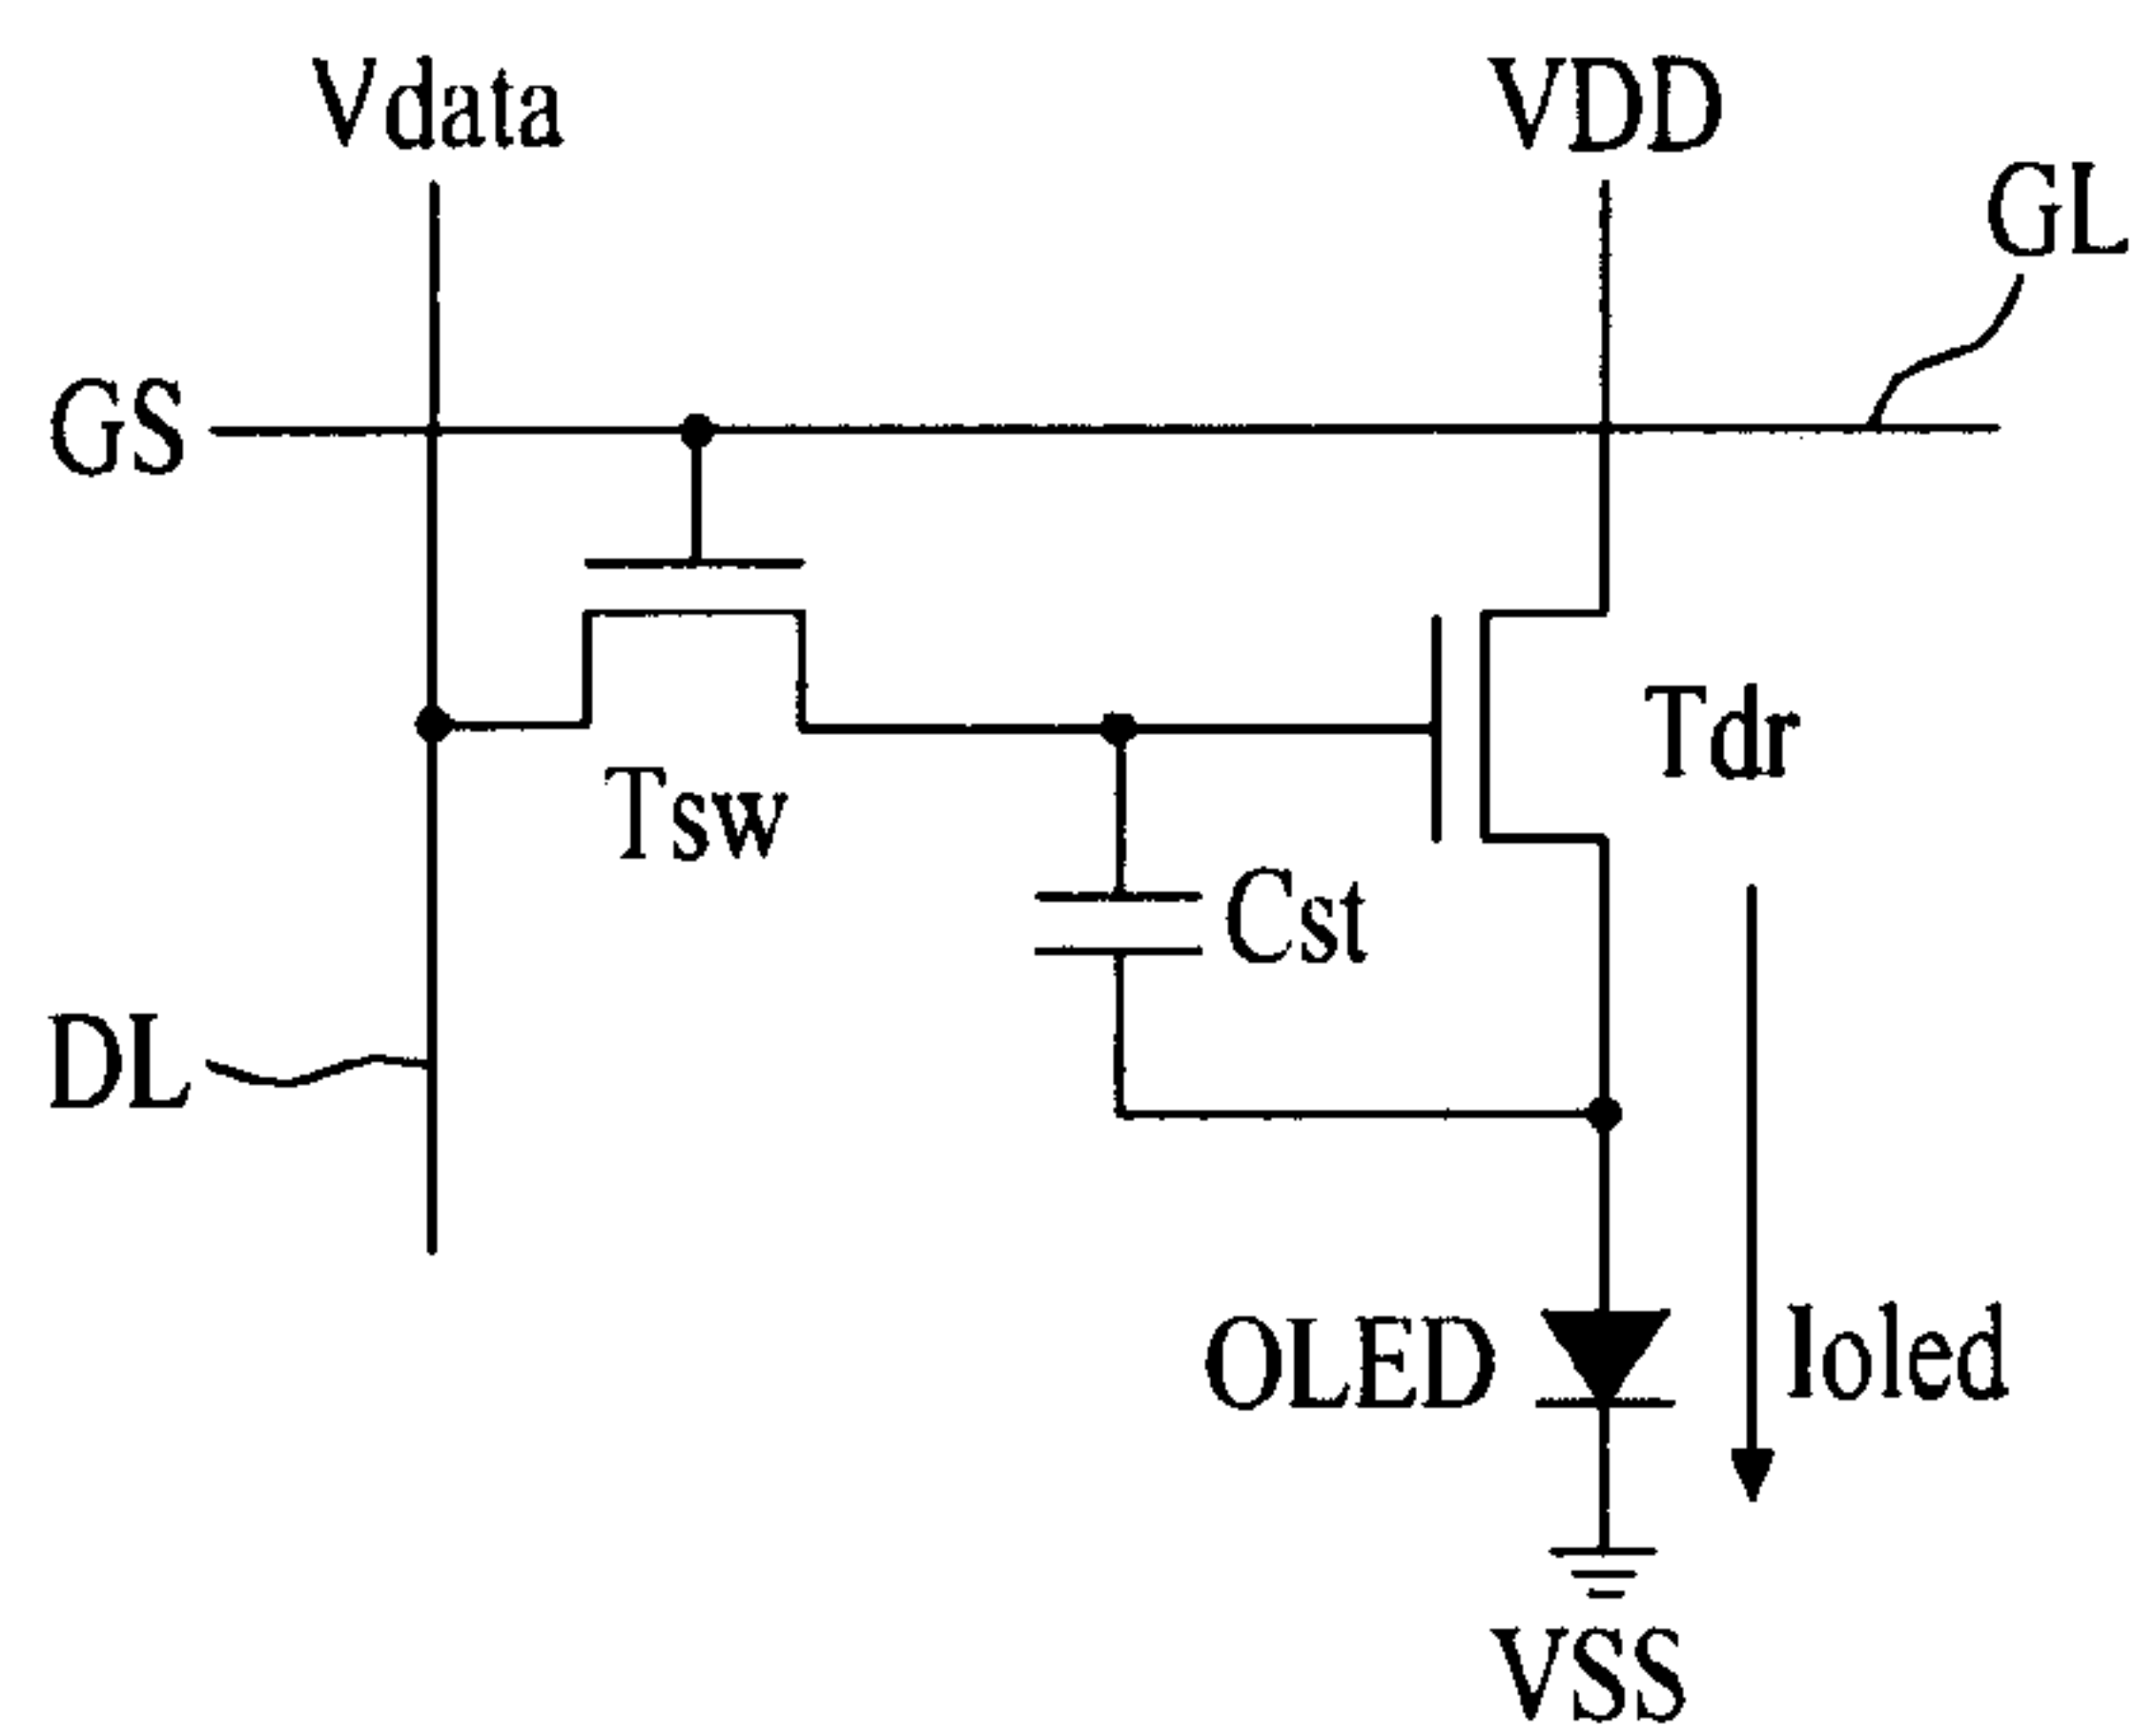 Vdata
VDD
GL
GS
Tdr
Tsw
Cst
DL
OLED
Ioled
VSS